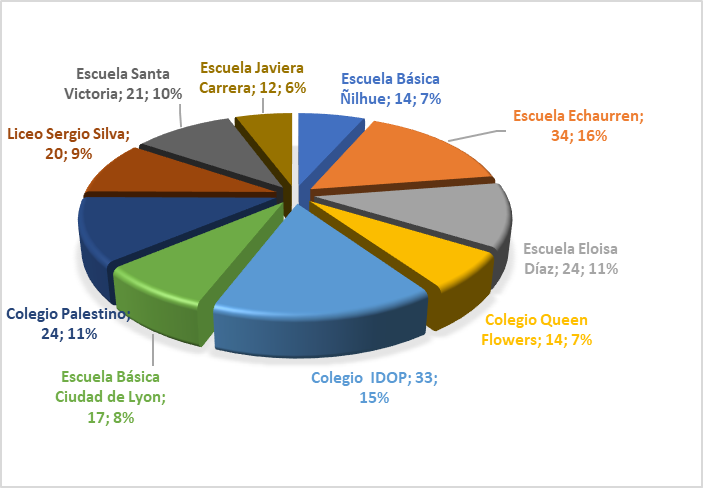 Escuela Javiera
Carrera; 12; 6%
Escuela Santa
Victoria; 21; 10%
Escuela Básica
Ñilhue; 14; 7%
Escuela Echaurren;
34; 16%
Liceo Sergio Silva;
20; 9%
Escuela Eloisa
Díaz; 24; 11%
Colegio Palestino;
24; 11%
Colegio Queen
Flowers; 14; 7%
Escuela Básica
Ciudad de Lyon;
17; 8%
Colegio  IDOP; 33;
15%